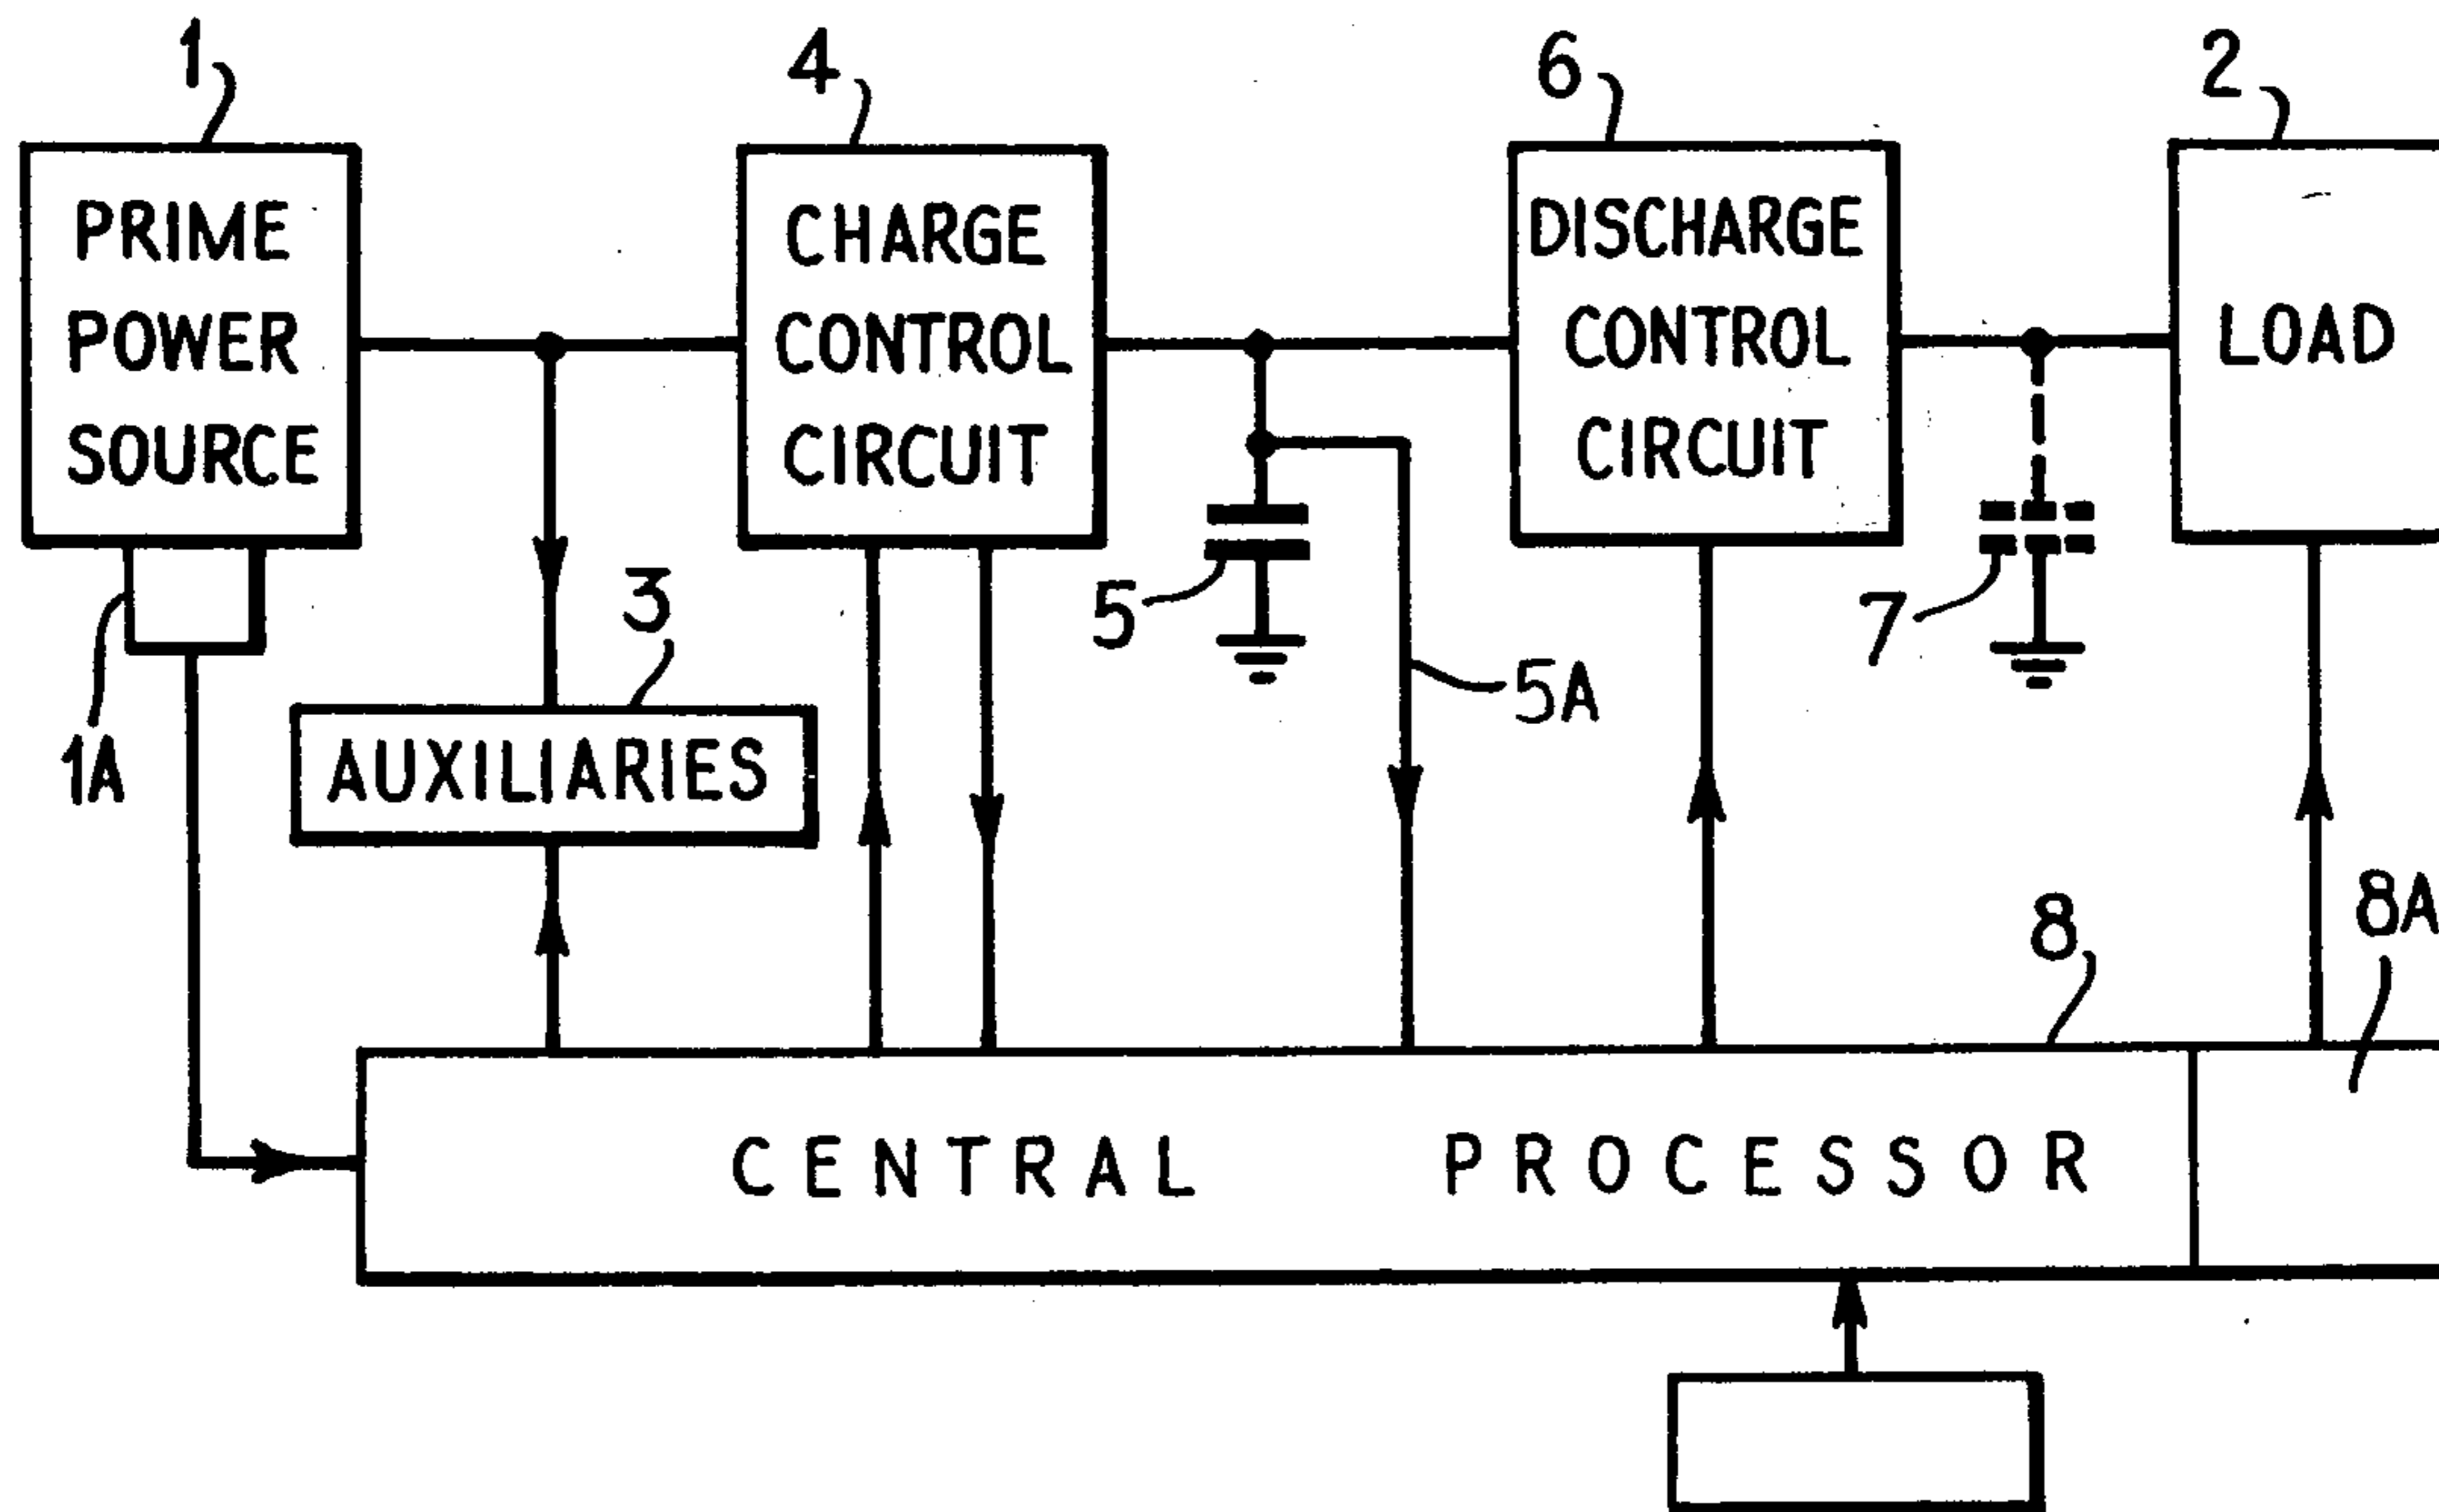 1
4
6
2
PRIME
POWER
SOURCE
CHARGE
CONTROL
CIRCUIT
DISCHARGE
CONTROL
CIRCUIT
LOAD
5
7
3
5A
1A
AUXILIARIES
8
8A
CENTRAL PROCESSOR